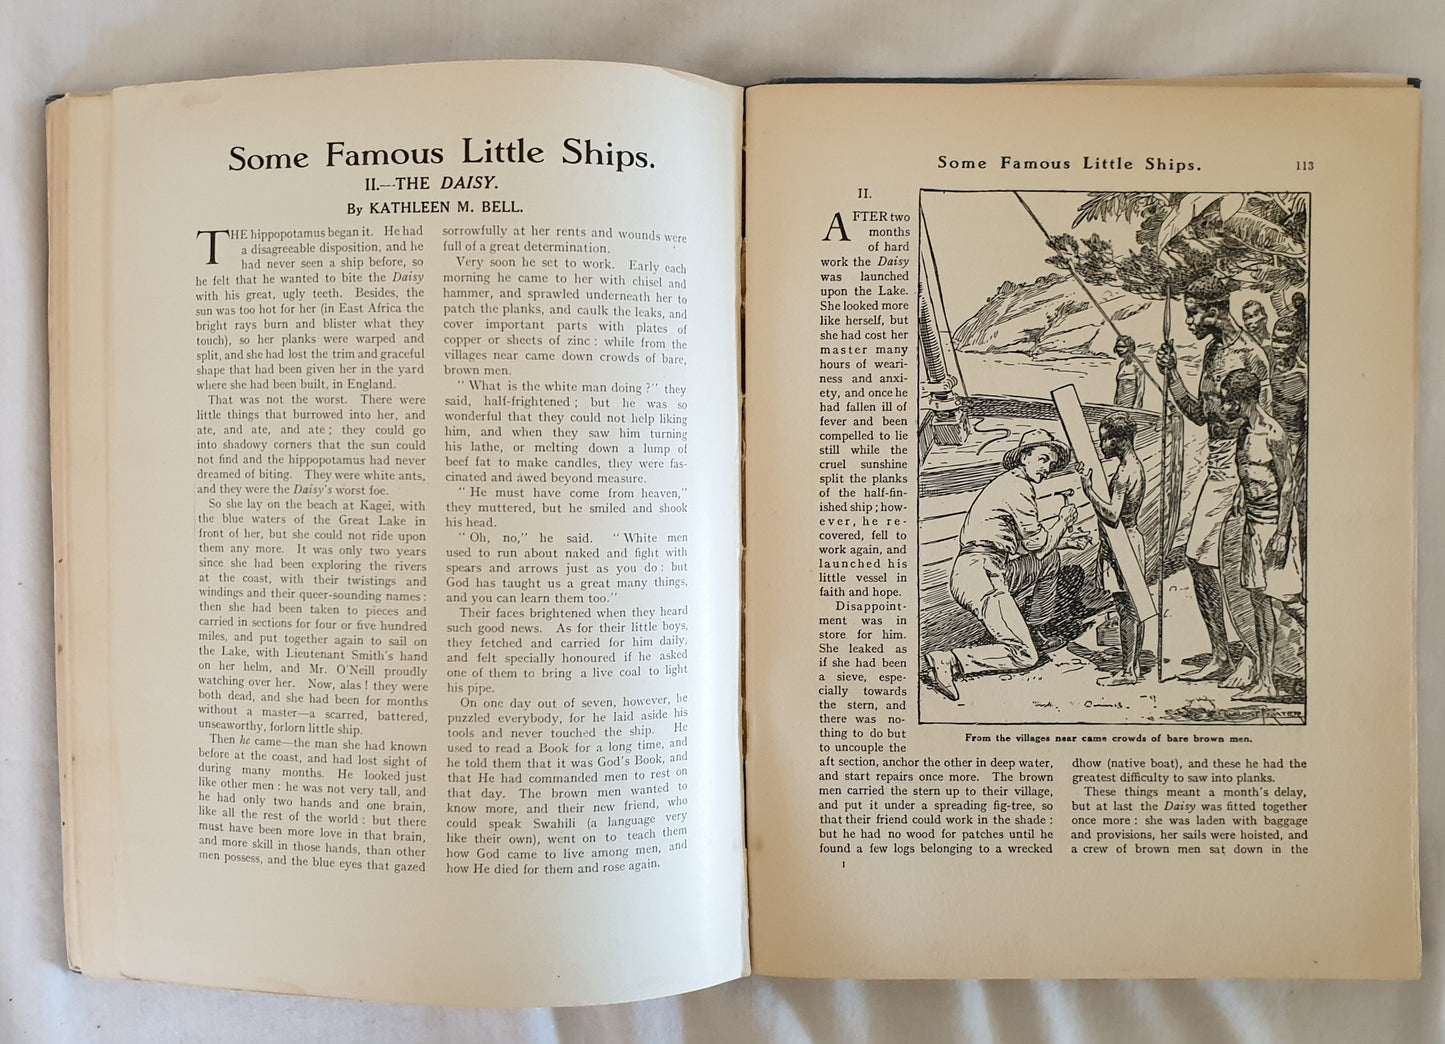 Some Famous Little Ships.
II.—THE DAISY.
By KATHLEEN M. BELL.
THE hippopotamus began it. He had
a disagreeable disposition, and he
had never seen a ship before, so
he felt that he wanted to bite the Daisy
with his great, ugly teeth. Besides, the
sun was too hot for her (in East Africa the
bright rays burn and blister what they
touch), so her planks were warped and
split, and she had lost the trim and graceful
shape that had been given her in the yard
where she had been built, in England.
That was not the worst. There were
little things that burrowed into her, and
ate, and ate, and ate; they could go
into shadowy corners that the sun could
not find and the hippopotamus had never
dreamed of biting. They were white ants,
and they were the Daisy's worst foe.
So she lay on the beach at Kagei, with
the blue waters of the Great Lake in
front of her, but she could not ride upon
them any more. It was only two years
since she had been exploring the rivers
at the coast, with their twistings and
windings and their queer-sounding names:
then she had been taken to pieces and
carried in sections for four or five hundred
miles, and put together again to sail on
the Lake, with Lieutenant Smith's hand
on her helm, and Mr. O'Neill proudly
watching over her. Now, alas! they were
both dead, and she had been for months
without a master—a scarred, battered,
unseaworthy, forlorn little ship.
Then he came—the man she had known
before at the coast, and had lost sight of
during many months. He looked just
like other men: he was not very tall, and
he had only two hands and one brain,
like all the rest of the world: but there
must have been more love in that brain,
and more skill in those hands, than other
men possess, and the blue eyes that gazed
sorrowfully at her rents and wounds were
full of a great determination.
Very soon he set to work. Early each
morning he came to her with chisel and
hammer, and sprawled underneath her to
patch the planks, and caulk the leaks, and
cover important parts with plates of
copper or sheets of zinc: while from the
villages near came down crowds of bare,
brown men.
"What is the white man doing?" they
said, half-frightened; but he was so
wonderful that they could not help liking
him, and when they saw him turning
his lathe, or melting down a lump of
beef fat to make candles, they were fas-
cinated and awed beyond measure.
"He must have come from heaven,"
they muttered, but he smiled and shook
his head.
"Oh, no," he said. "White men
used to run about naked and fight with
spears and arrows just as you do: but
God has taught us a great many things,
and you can learn them too."
Their faces brightened when they heard
such good news. As for their little boys,
they fetched and carried for him daily,
and felt specially honoured if he asked
one of them to bring a live coal to light
his pipe.
On one day out of seven, however, he
puzzled everybody, for he laid aside his
tools and never touched the ship. He
used to read a Book for a long time, and
he told them that it was God's Book, and
that He had commanded men to rest on
that day. The brown men wanted to
know more, and their new friend, who
could speak Swahili (a language very
like their own), went on to teach them
how God came to live among men, and
how He died for them and rose again.
Some Famous Little Ships.
113
II.
AFTER two
months
of hard
work the Daisy
was launched
upon the Lake.
She looked more
like herself, but
she had cost her
master many
hours of weari-
ness and anxi-
ety, and once he
had fallen ill of
fever and been
compelled to lie
still while the
cruel sunshine
split the planks
of the half-fin-
ished ship; how-
ever, he re-
covered, fell to
work again, and
launched his
little vessel in
faith and hope.
Disappoint-
ment was in
store for him.
She leaked as
if she had been
a sieve, espe-
cially towards
the stern, and
there was no-
thing to do but
to uncouple the
aft section, anchor the other in deep water,
and start repairs once more. The brown
men carried the stern up to their village,
and put it under a spreading fig-tree, so
that their friend could work in the shade:
but he had no wood for patches until he
found a few logs belonging to a wrecked
1
From the villages near came crowds of bare brown men.
dhow (native boat), and these he had the
greatest difficulty to saw into planks.
These things meant a month's delay,
but at last the Daisy was fitted together
once more: she was laden with baggage
and provisions, her sails were hoisted, and
a crew of brown men sat down in the